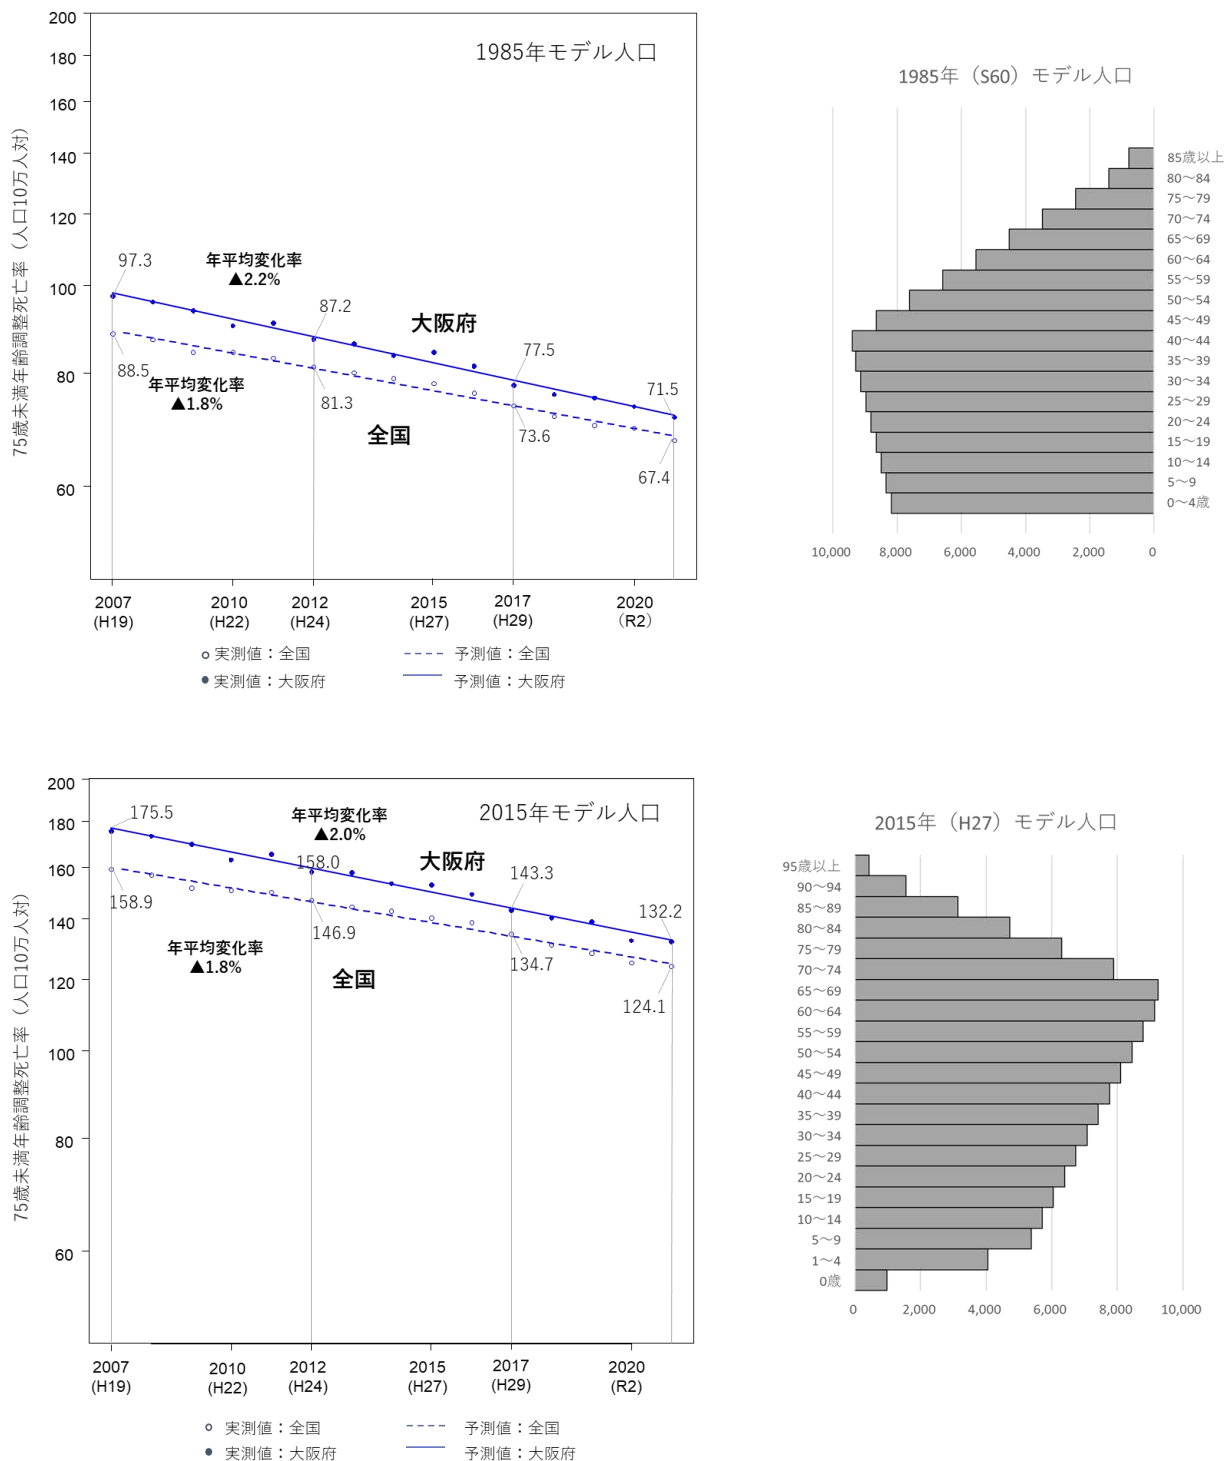 1985年モデル人口
75歳未満年齢調整死亡率（人口10万人対）
200
180
160
140
120
100
80
60
97.3
年平均変化率
▲2.2%
87.2
大阪府
77.5
71.5
88.5
年平均変化率
▲1.8%
81.3
全国
73.6
67.4
2007
(H19)
2010
(H22)
2012
(H24)
2015
(H27)
2017
(H29)
2020
（R2）
実測値：全国
予測値：全国
実測値：大阪府
予測値：大阪府
1985年（S60）モデル人口
85歳以上
80～84
75～79
70～74
65～69
60～64
55～59
50～54
45～49
40～44
35～39
30～34
25～29
20～24
15～19
10～14
5～9
0～4歳
10,000
8,000
6,000
4,000
2,000
0
2015年モデル人口
75歳未満年齢調整死亡率（人口10万人対）
200
180
160
140
120
100
80
60
175.5
年平均変化率
▲2.0%
158.0
大阪府
143.3
132.2
158.9
年平均変化率
▲1.8%
146.9
全国
134.7
124.1
2007
(H19)
2010
(H22)
2012
(H24)
2015
(H27)
2017
(H29)
2020
(R2)
実測値：全国
予測値：全国
実測値：大阪府
予測値：大阪府
2015年（H27）モデル人口
95歳以上
90～94
85～89
80～84
75～79
70～74
65～69
60～64
55～59
50～54
45～49
40～44
35～39
30～34
25～29
20～24
15～19
10～14
5～9
1～4
0歳
0
2,000
4,000
6,000
8,000
10,000